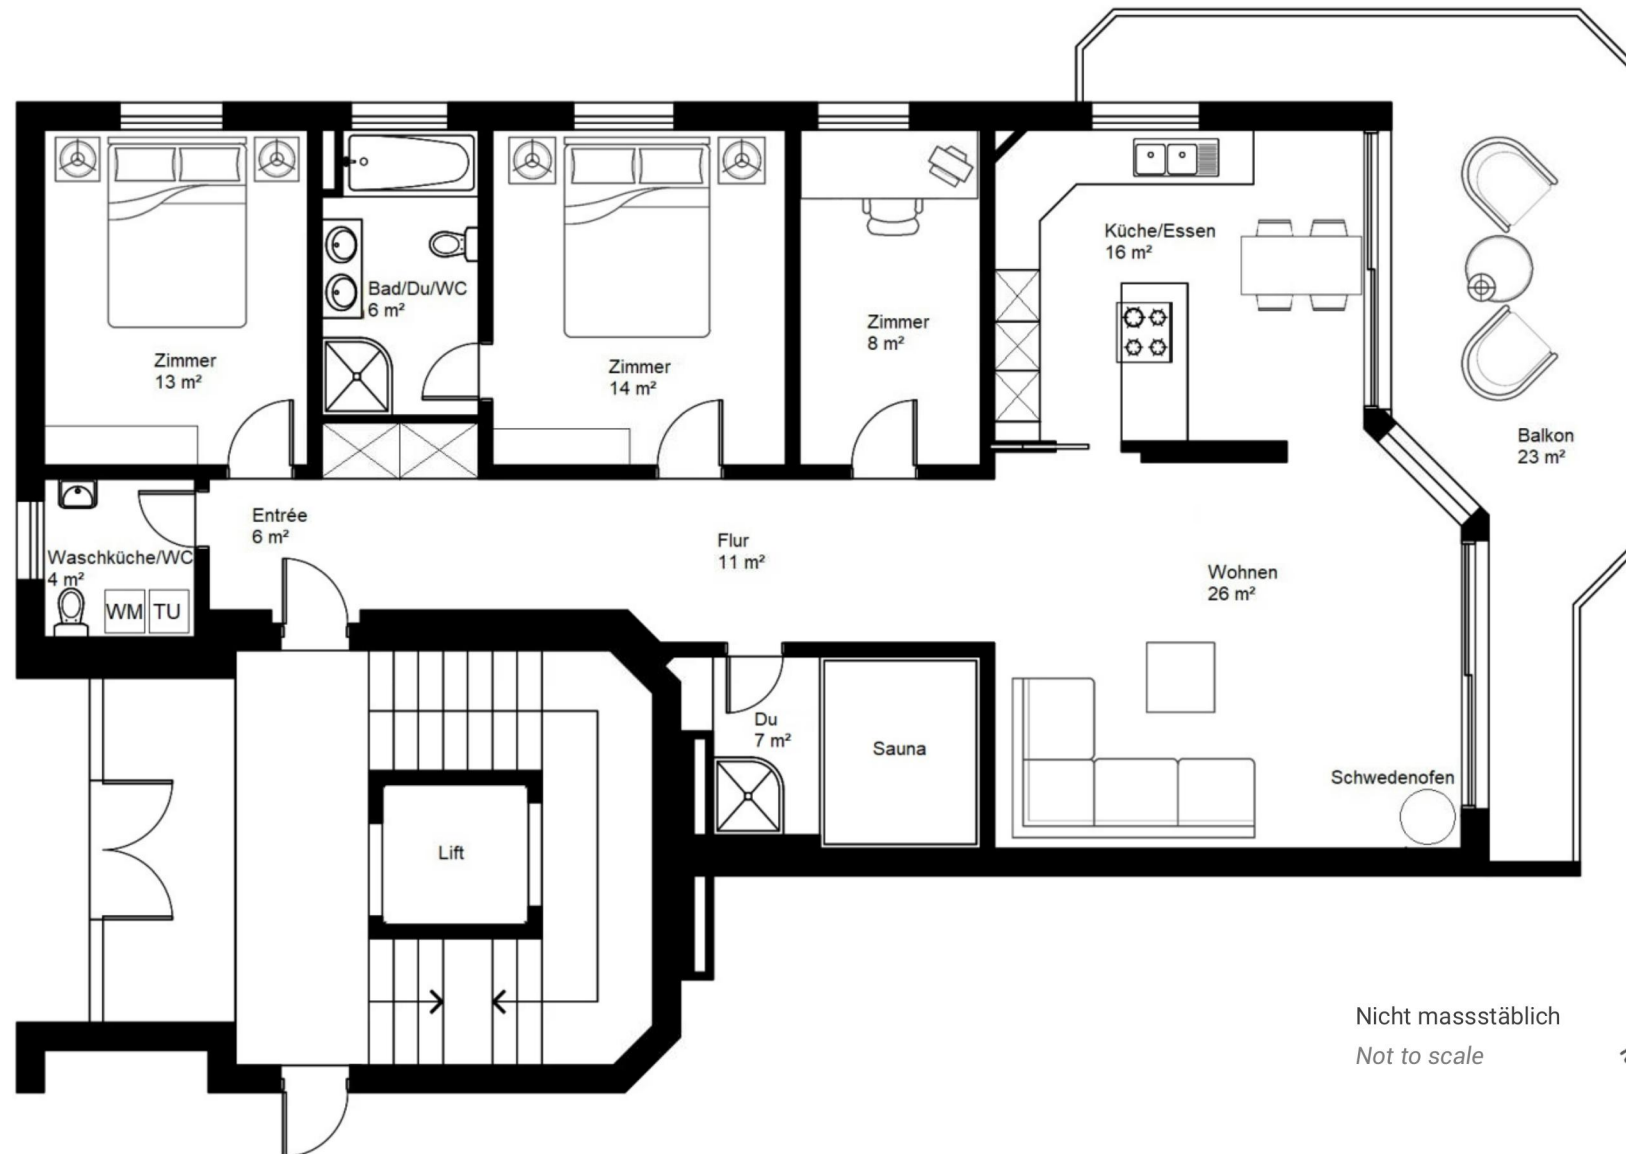 Küche/Essen
16 m²
Bad/Du/WC
6 m²
Zimmer
8 m²
Zimmer
13 m²
Zimmer
14 m²
Balkon
23 m²
Entrée
6 m²
Flur
11 m²
Waschküche/WC
4 m²
WM TU
Wohnen
26 m²
Du
7 m²
Sauna
Schwedenofen
Lift
Nicht massstäblich
Not to scale